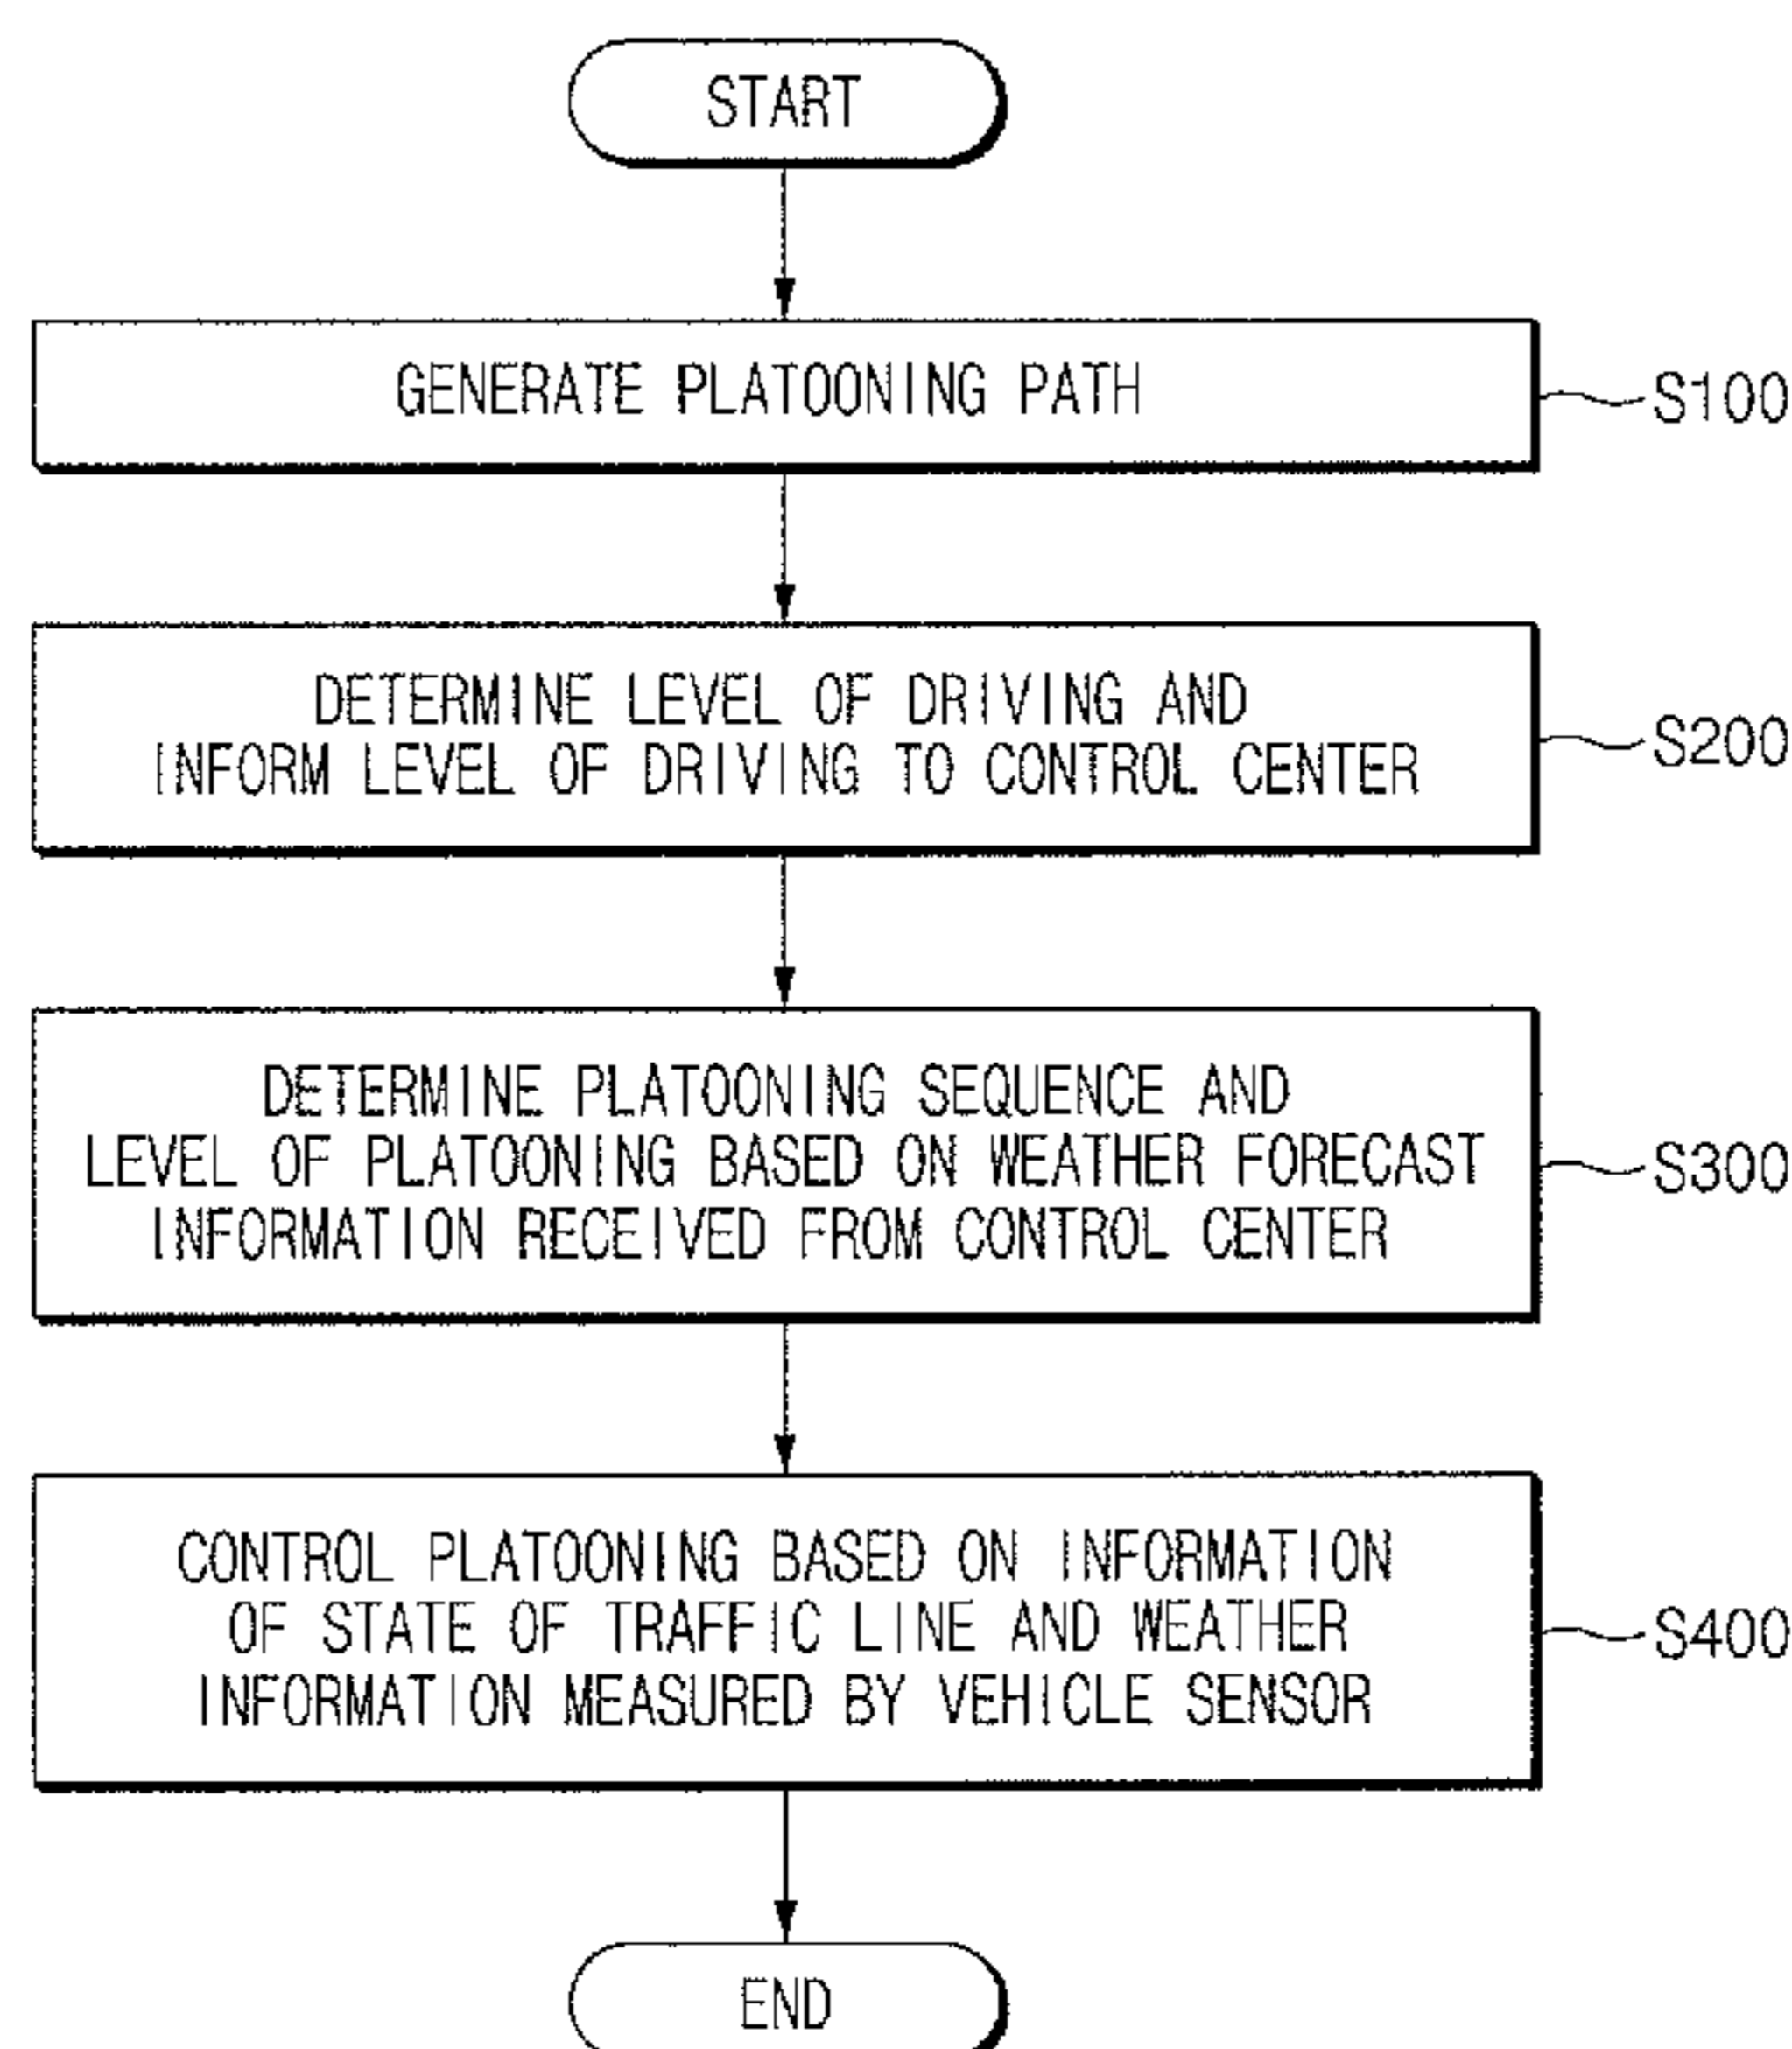 START
GENERATE PLATOONING PATH
S100
DETERMINE LEVEL OF DRIVING AND
INFORM LEVEL OF DRIVING TO CONTROL CENTER
S200
DETERMINE PLATOONING SEQUENCE AND
LEVEL OF PLATOONING BASED ON WEATHER FORECAST
INFORMATION RECEIVED FROM CONTROL CENTER
S300
CONTROL PLATOONING BASED ON INFORMATION
OF STATE OF TRAFFIC LINE AND WEATHER
INFORMATION MEASURED BY VEHICLE SENSOR
S400
END